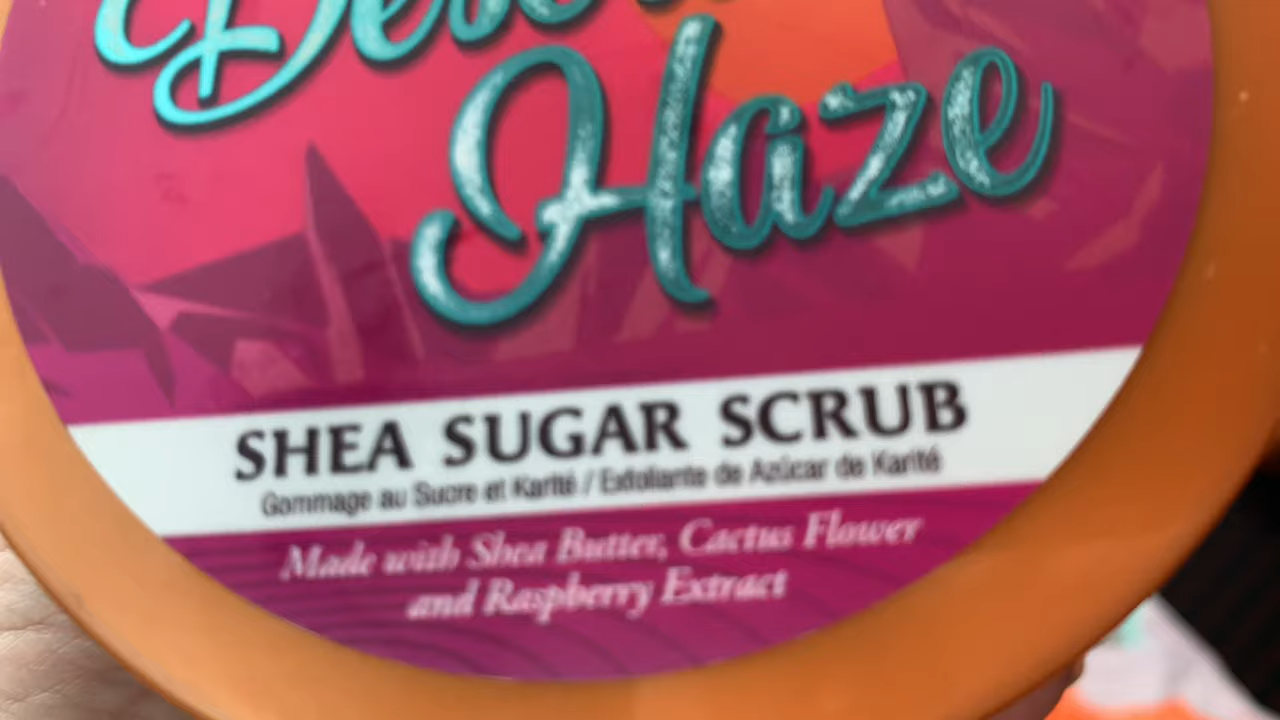 Haze
SHEA SUGAR SCRUB
Gommage au Sucre et Karité / Exfoliante de Azúcar de Karité
Made with Shea Butter, Cactus Flower
and Raspberry Extract